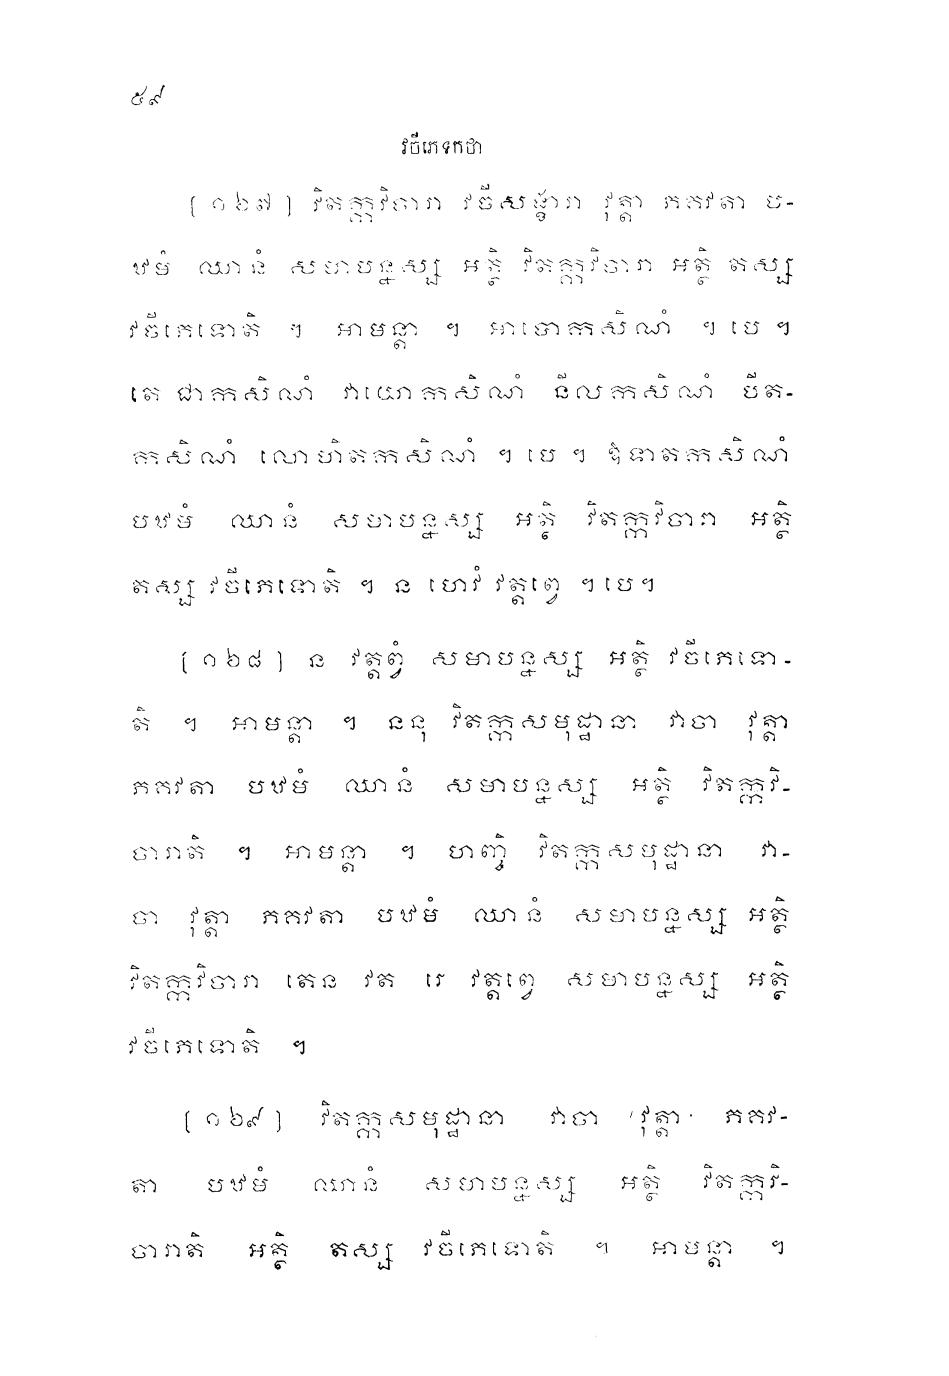 ៥៩
វចីភេទកថា
[១៦៧] វិតក្កវិចារា វចីសង្ខារា វុត្តា ភគវតា ប-
ឋមំ ឈានំ សមាបន្នស្ស អត្ថិ វិតក្កវិចារា អត្ថិ តស្ស
វចីភេទោតិ ។ អាមន្តា ។ អាបោកសិណំ ។ បេ ។
តេជោកសិណំ វាយោកសិណំ នីលកសិណំ បីត-
កសិណំ លោហិតកសិណំ ។ បេ ។ ឱទាតកសិណំ
បឋមំ ឈានំ សមាបន្នស្ស អត្ថិ វិតក្កវិចារា អត្ថិ
តស្ស វចីភេទោតិ ។ ន ហេវំ វត្តព្វេ ។ បេ។
[១៦៨] ន វត្តព្វំ សមាបន្នស្ស អត្ថិ វចីភេទោ-
តិ ។ អាមន្តា ។ ននុ វិតក្កសមុដ្ឋានា វាចា វុត្តា
ភគវតា បឋមំ ឈានំ សមាបន្នស្ស អត្ថិ វិតក្កវិ-
ចារាតិ ។ អាមន្តា ។ ហញ្ចិ វិតក្កសមុដ្ឋានា វា-
ចា វុត្តា ភគវតា បឋមំ ឈានំ សមាបន្នស្ស អត្ថិ
វិតក្កវិចារា តេន វត រេ វត្តព្វេ សមាបន្នស្ស អត្ថិ
វចីភេទោតិ ។
[១៦៩] វិតក្កសមុដ្ឋានា វាចា វុត្តា ភគវ-
តា បឋមំ ឈានំ សមាបន្នស្ស អត្ថិ វិតក្កវិ-
ចារាតិ អត្ថិ តស្ស វចីភេទោតិ ។ អាមន្តា ។